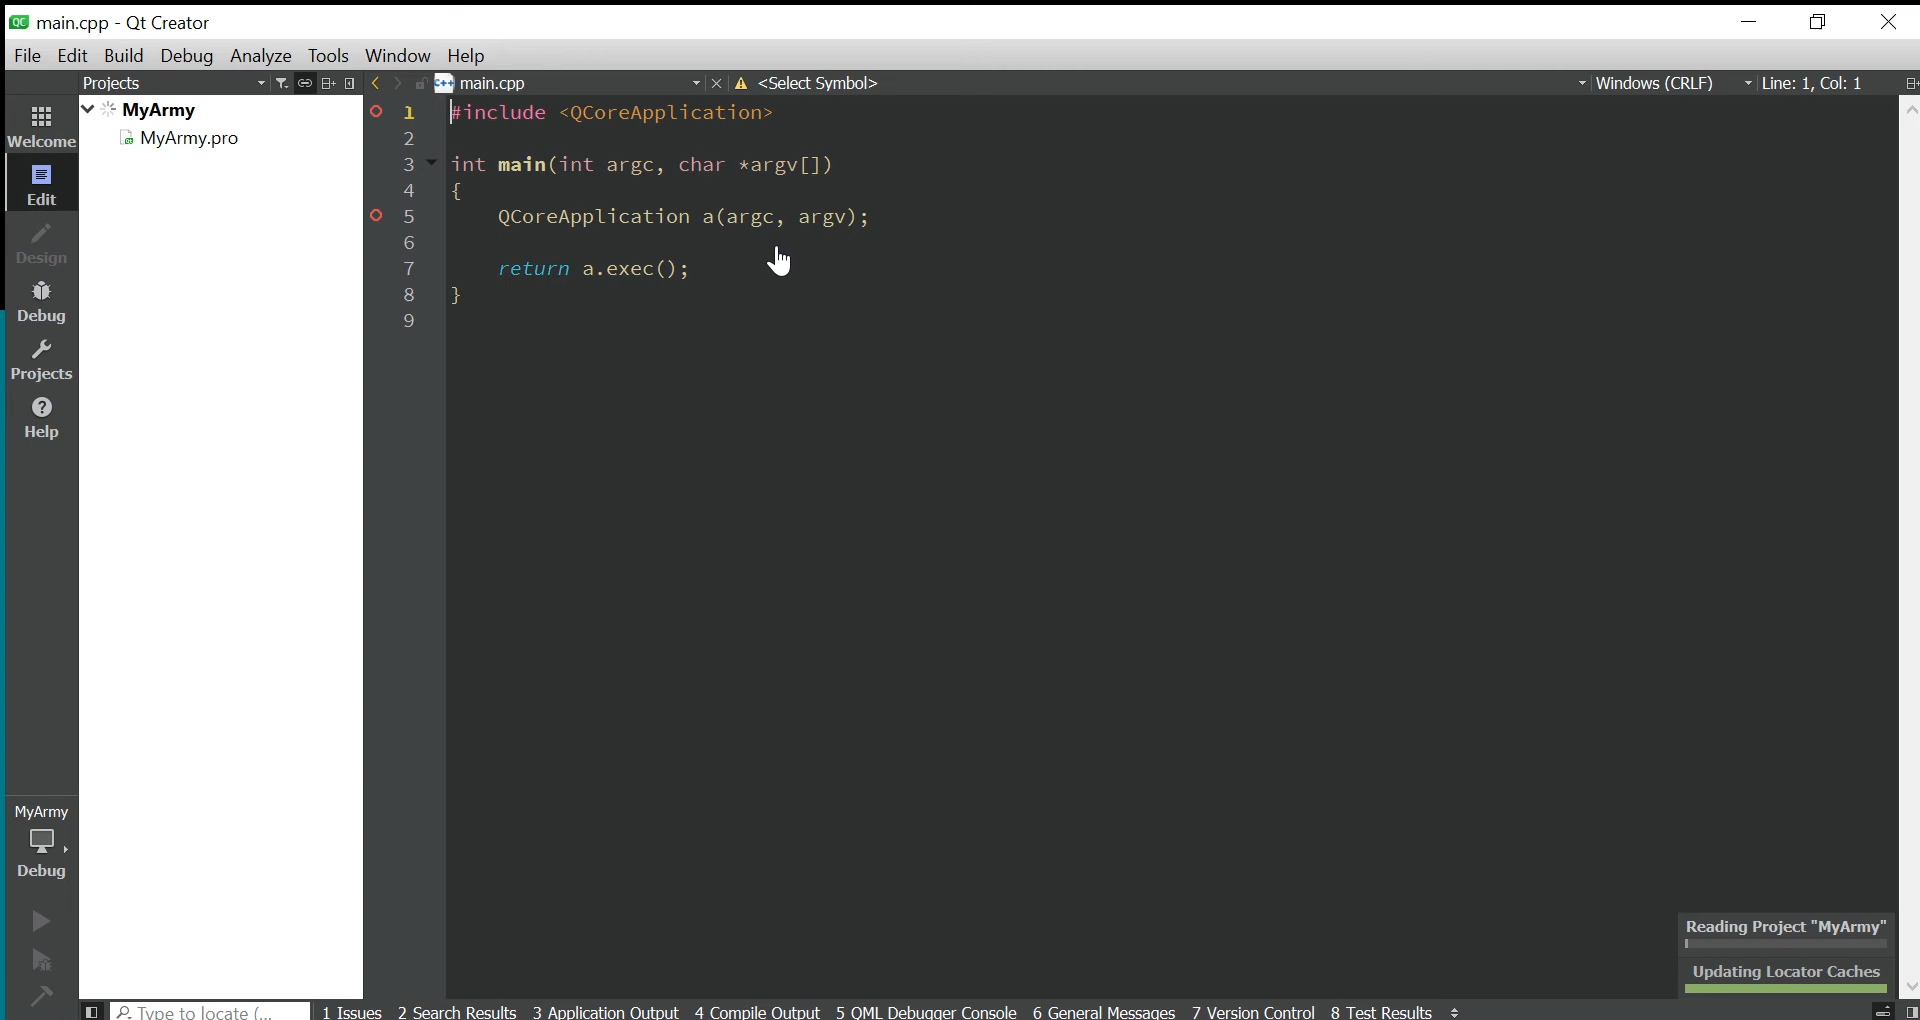 QC main.cpp - Qt Creator
File Edit Build Debug Analyze Tools Window Help
Projects main.cpp <Select Symbol> Windows (CRLF) Line: 1, Col: 1
Welcome
Edit
Design
Debug
Projects
Help
MyArmy
Debug
MyArmy
MyArmy.pro
1 #include <QCoreApplication>
2
3 int main(int argc, char *argv[])
4 {
5 QCoreApplication a(argc, argv);
6
7 return a.exec();
8 }
9
Reading Project "MyArmy"
Updating Locator Caches
Type to locate (... 1 Issues 2 Search Results 3 Application Output 4 Compile Output 5 QML Debugger Console 6 General Messages 7 Version Control 8 Test Results